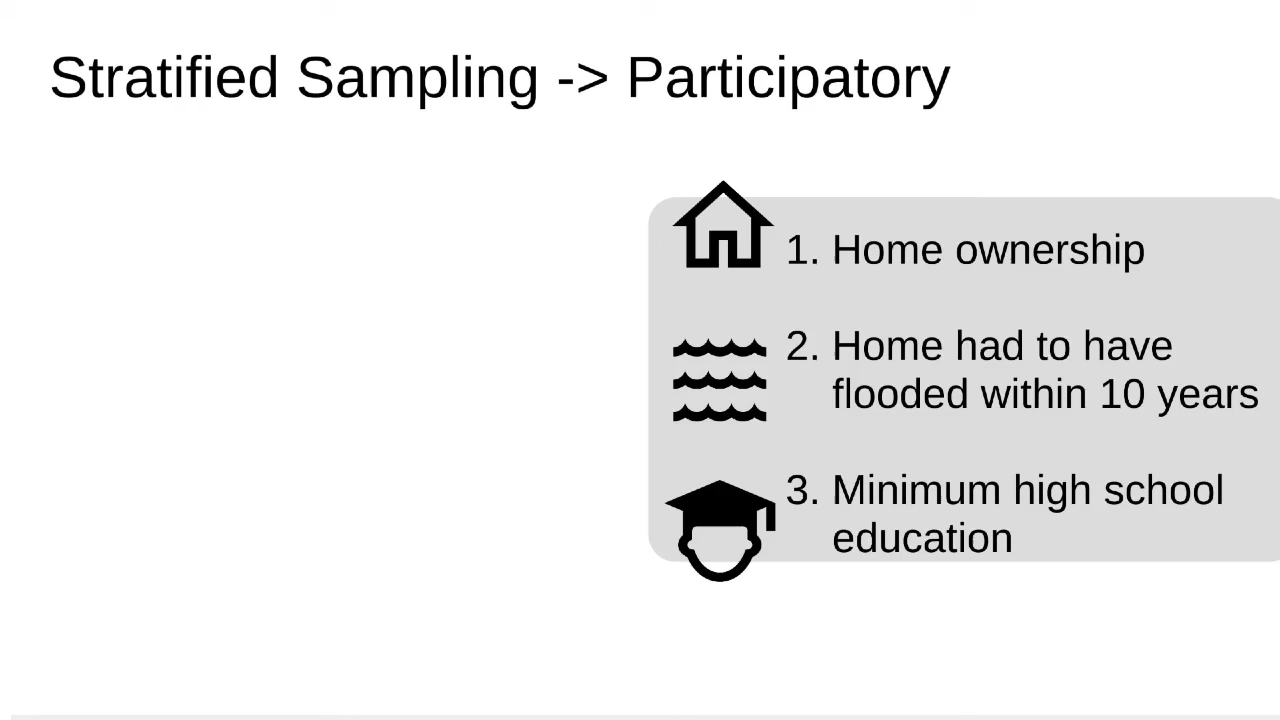 Stratified Sampling -> Participatory
1. Home ownership
2. Home had to have
flooded within 10 years
3. Minimum high school
education